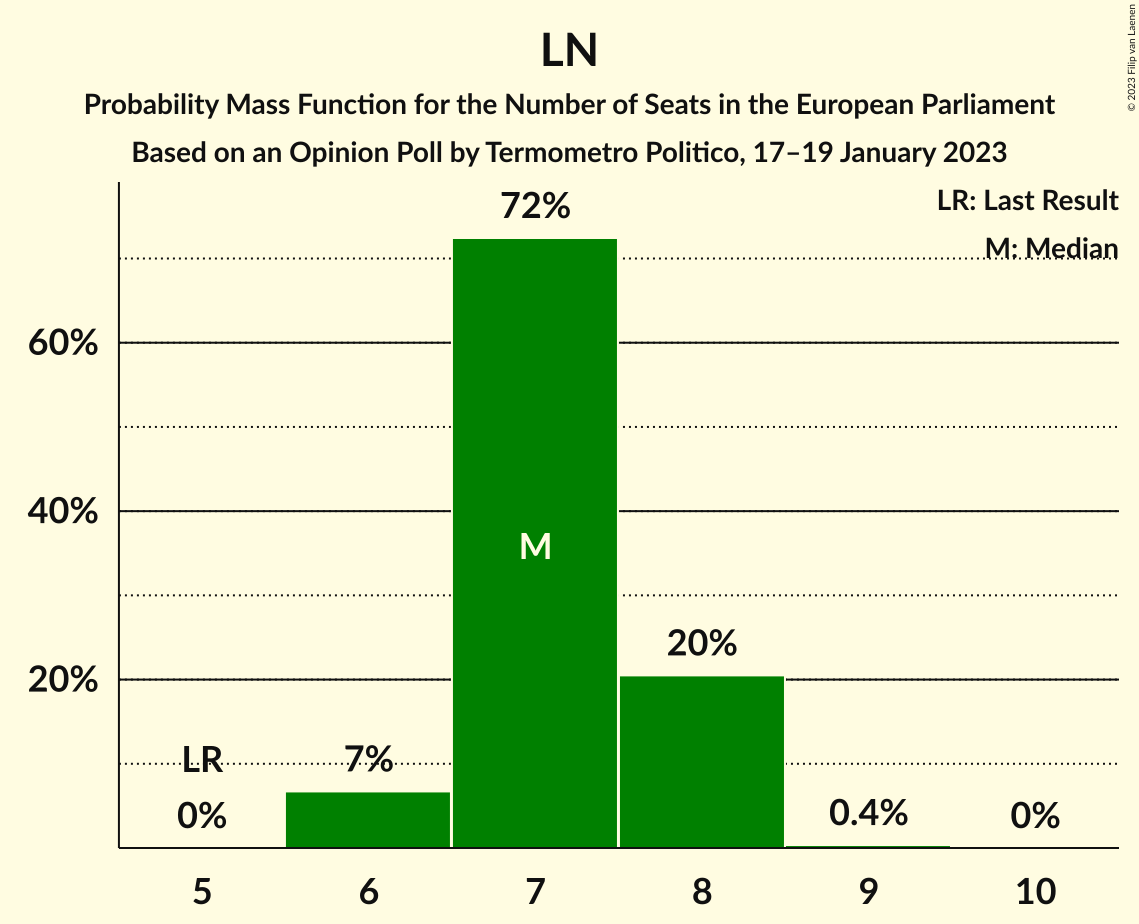 LN
Probability Mass Function for the Number of Seats in the European Parliament
Based on an Opinion Poll by Termometro Politico, 17–19 January 2023
© 2023 Filip van Laenen
LR: Last Result
M: Median
72%
60%
40%
M
20%
20%
LR
7%
0%
0.4%
0%
5 6 7 8 9 10